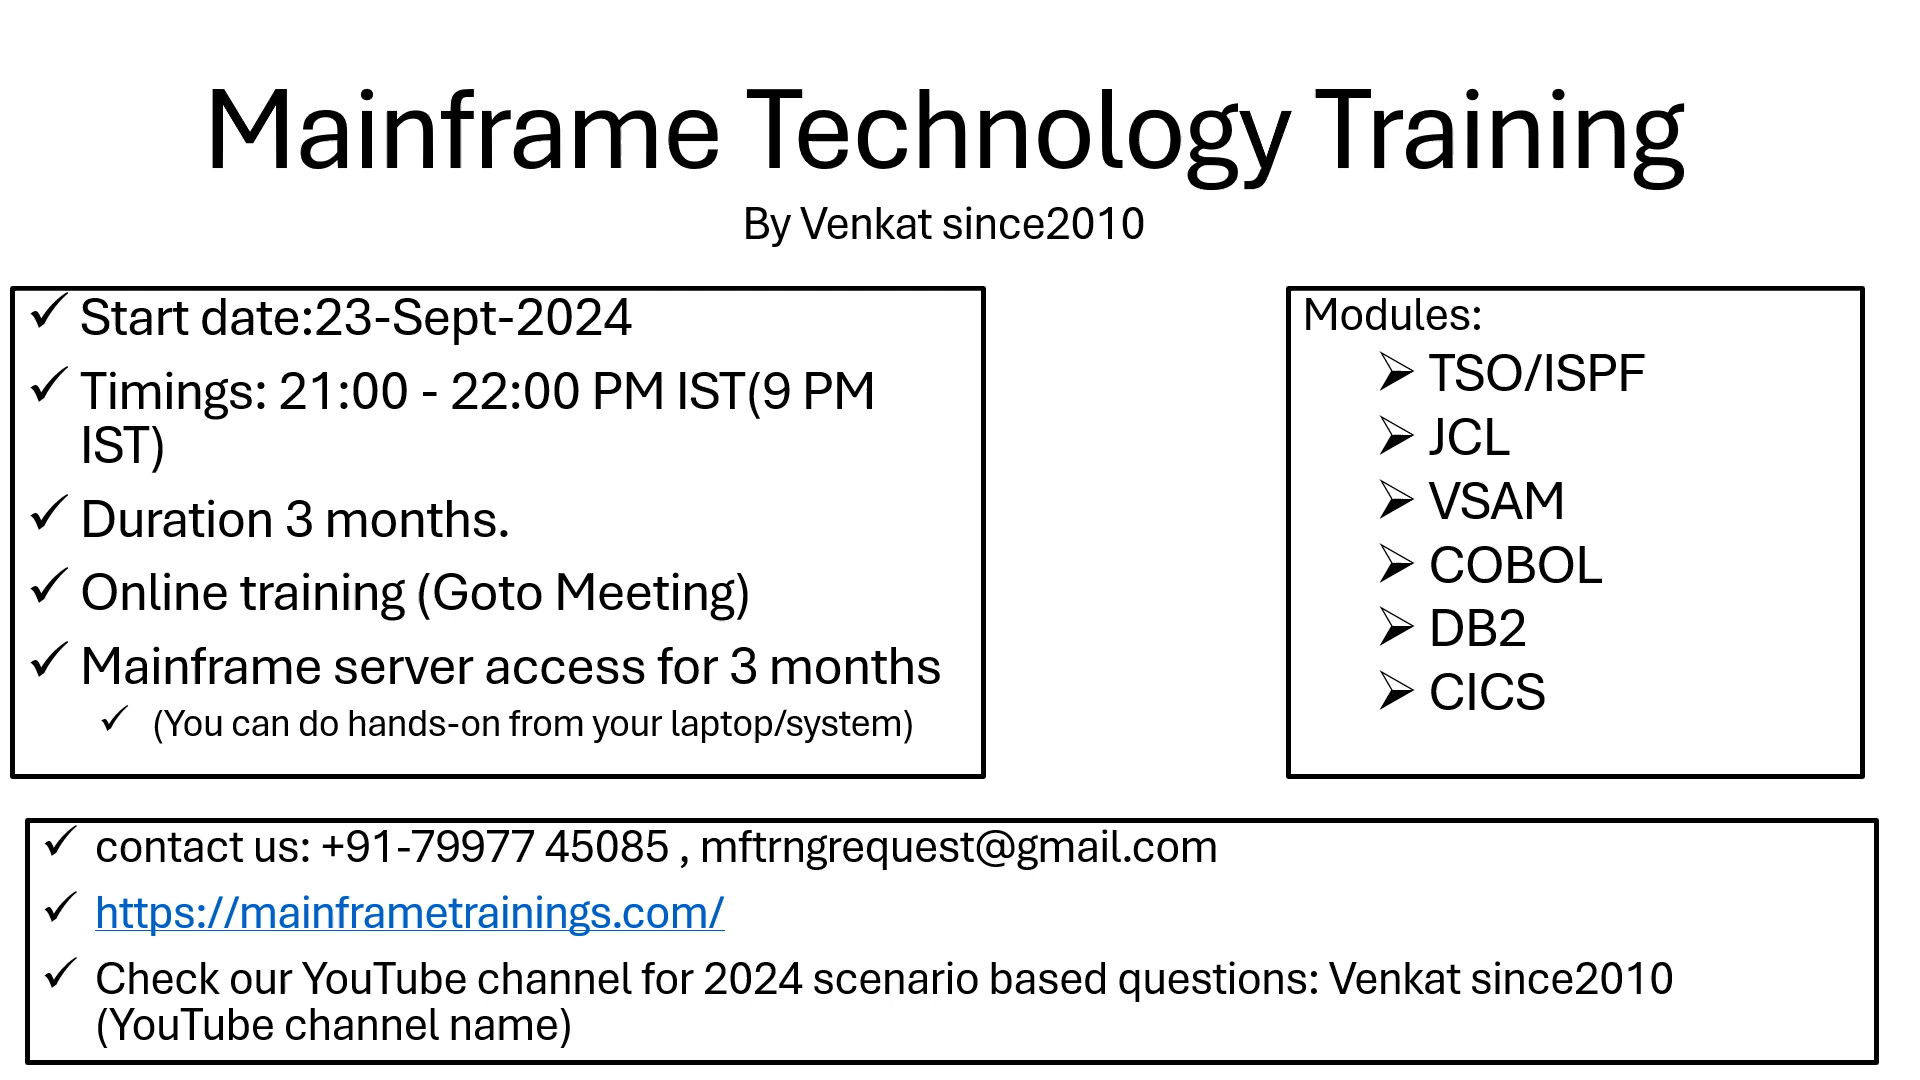 Mainframe Technology Training
By Venkat since2010
✓ Start date:23-Sept-2024
✓ Timings: 21:00 - 22:00 PM IST(9 PM
IST)
✓ Duration 3 months.
✓ Online training (Goto Meeting)
✓ Mainframe server access for 3 months
✓ (You can do hands-on from your laptop/system)
Modules:
➢ TSO/ISPF
➢ JCL
➢ VSAM
➢ COBOL
➢ DB2
➢ CICS
✓ contact us: +91-79977 45085 , mftrngrequest@gmail.com
✓ https://mainframetrainings.com/
✓ Check our YouTube channel for 2024 scenario based questions: Venkat since2010
(YouTube channel name)